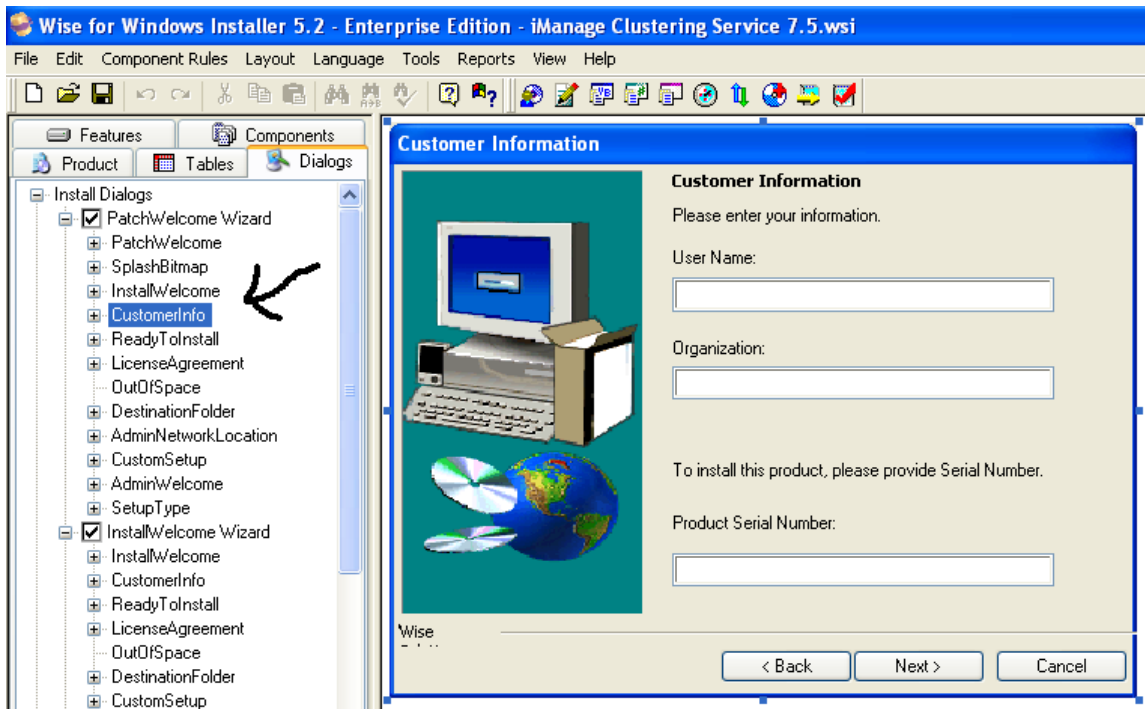 Wise for Windows Installer 5.2 - Enterprise Edition - iManage Clustering Service 7.5.wsi
File Edit Component Rules Layout Language Tools Reports View Help
Features Components
Product Tables Dialogs
Install Dialogs
PatchWelcome Wizard
PatchWelcome
SplashBitmap
InstallWelcome
CustomerInfo
ReadyToInstall
LicenseAgreement
OutOfSpace
DestinationFolder
AdminNetworkLocation
CustomSetup
AdminWelcome
SetupType
InstallWelcome Wizard
InstallWelcome
CustomerInfo
ReadyToInstall
LicenseAgreement
OutOfSpace
DestinationFolder
CustomSetup
Customer Information
Customer Information
Please enter your information.
User Name:
Organization:
To install this product, please provide Serial Number.
Product Serial Number:
Wise
< Back Next > Cancel